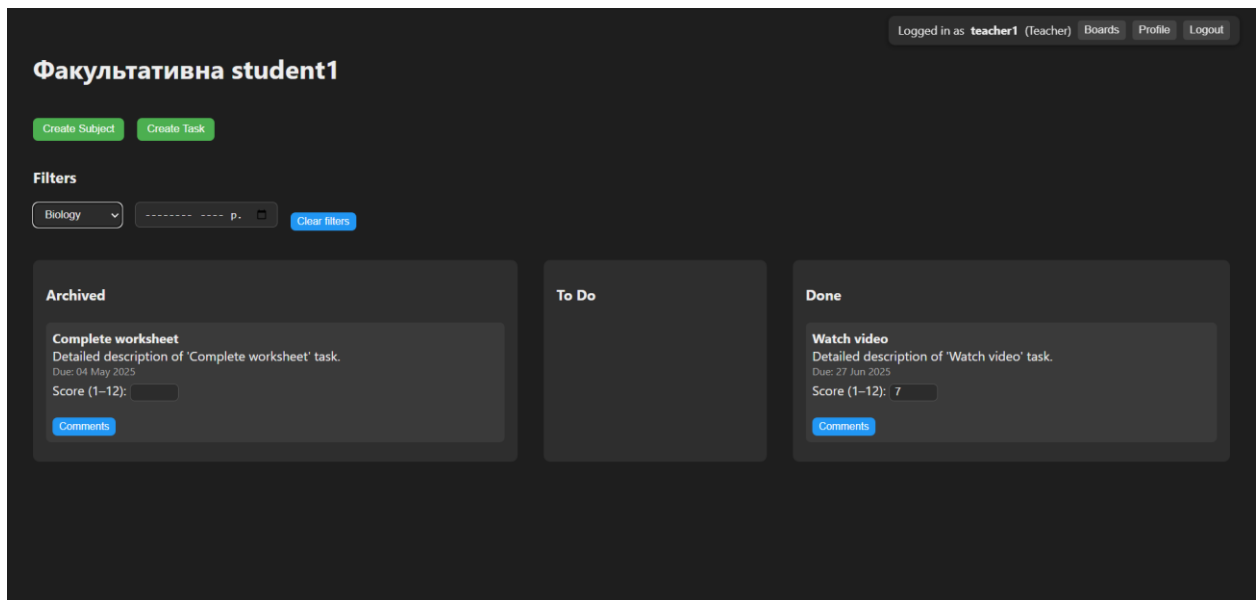 Logged in as teacher1 (Teacher) Boards Profile Logout
Факультативна student1
Create Subject Create Task
Filters
Biology -------- ---- р. Clear filters
Archived
Complete worksheet
Detailed description of 'Complete worksheet' task.
Due: 04 May 2025
Score (1–12):
Comments
To Do
Done
Watch video
Detailed description of 'Watch video' task.
Due: 27 Jun 2025
Score (1–12): 7
Comments